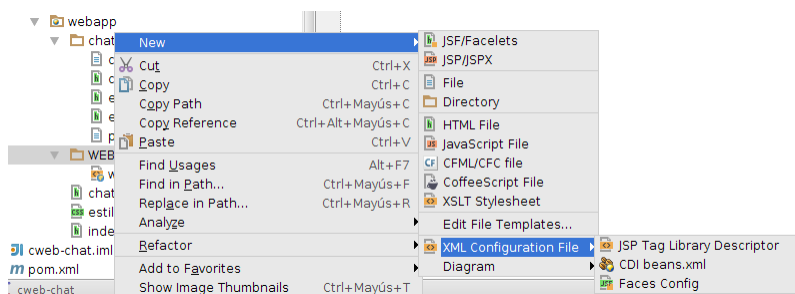 webapp
chat
New
JSF/Facelets
JSP/JSPX
Cut Ctrl+X
Copy Ctrl+C
File
Copy Path Ctrl+Mayús+C
Directory
Copy Reference Ctrl+Alt+Mayús+C
HTML File
Paste Ctrl+V
JavaScript File
WEB
Find Usages Alt+F7
CFML/CFC file
Find in Path... Ctrl+Mayús+F
CoffeeScript File
chat
Replace in Path... Ctrl+Mayús+R
XSLT Stylesheet
estil
Analyze
Edit File Templates...
inde
Refactor
XML Configuration File
JSP Tag Library Descriptor
cweb-chat.iml
Diagram
CDI beans.xml
pom.xml
Add to Favorites
Faces Config
cweb-chat
Show Image Thumbnails Ctrl+Mayús+T